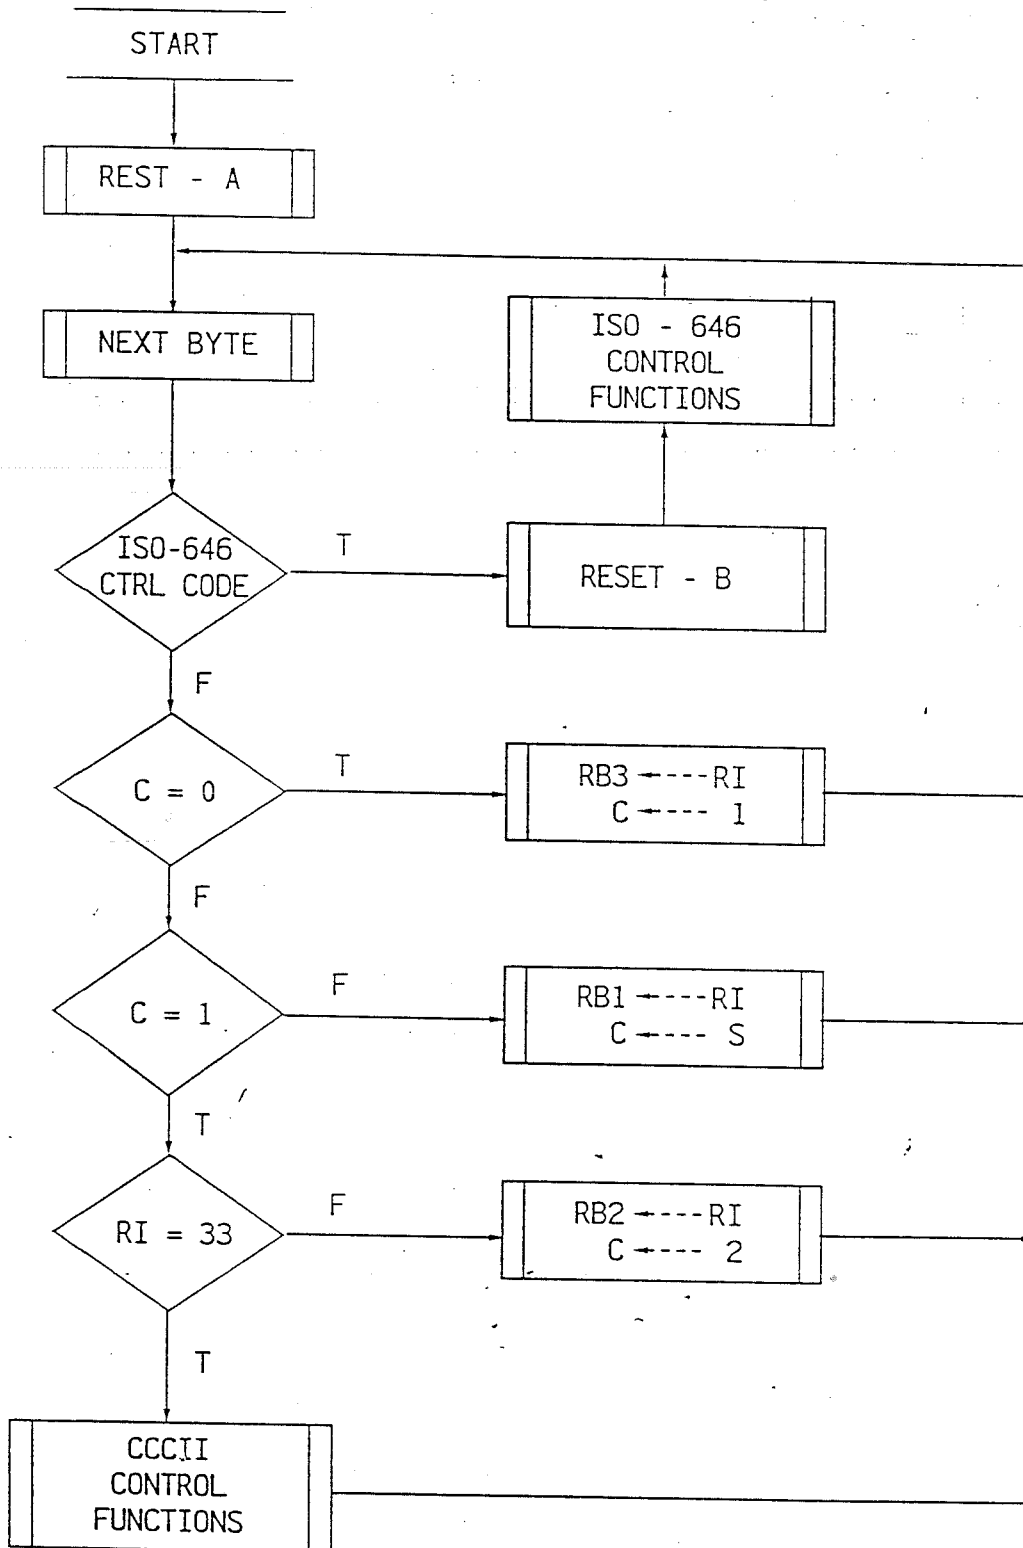 START
REST - A
NEXT BYTE
ISO - 646
CONTROL
FUNCTIONS
ISO-646
CTRL CODE
T
RESET - B
F
C = 0
T
RB3 ←---- RI
C ←---- 1
F
C = 1
F
RB1 ←---- RI
C ←---- S
T
RI = 33
F
RB2 ←---- RI
C ←---- 2
T
CCCII
CONTROL
FUNCTIONS